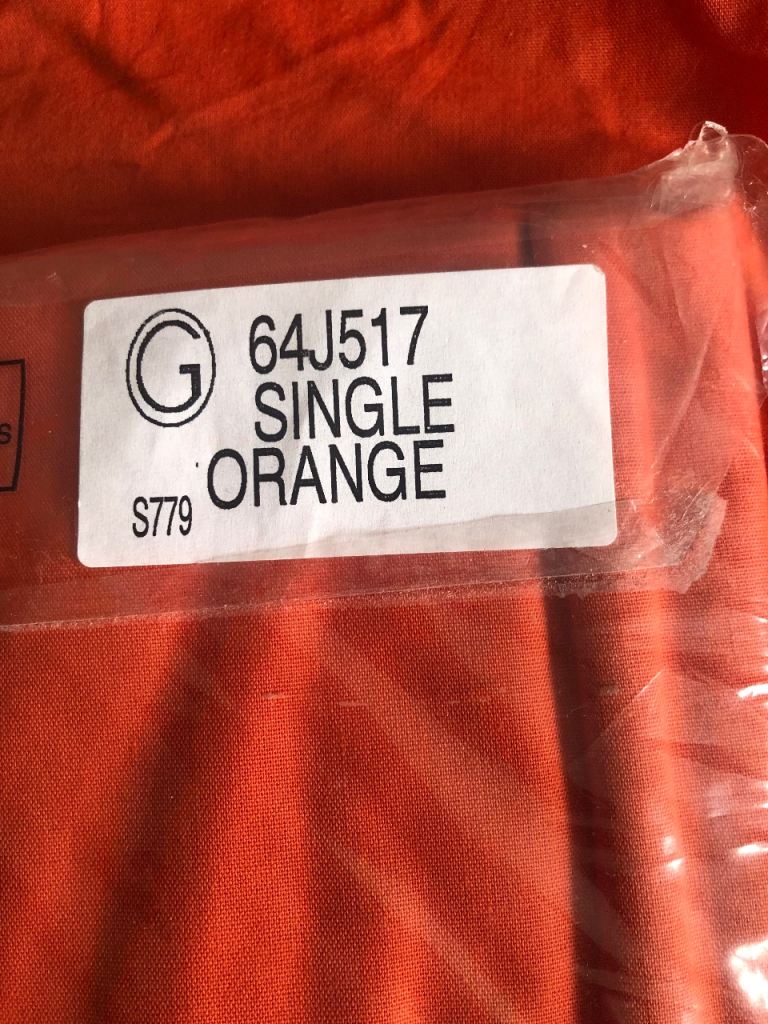 G 64J517
SINGLE
ORANGE
S779
s